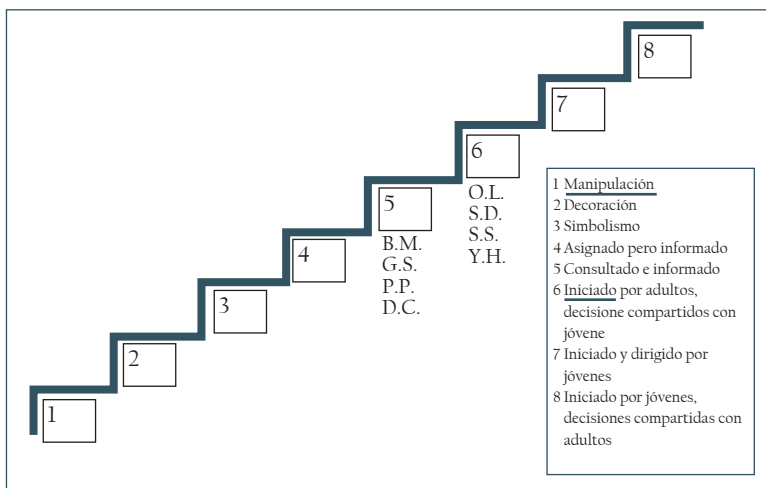 8
7
6
O.L.
S.D.
S.S.
Y.H.
5
B.M.
G.S.
P.P.
D.C.
4
3
2
1
1 Manipulación
2 Decoración
3 Simbolismo
4 Asignado pero informado
5 Consultado e informado
6 Iniciado por adultos,
decisione compartidos con
jóvene
7 Iniciado y dirigido por
jóvenes
8 Iniciado por jóvenes,
decisiones compartidas con
adultos